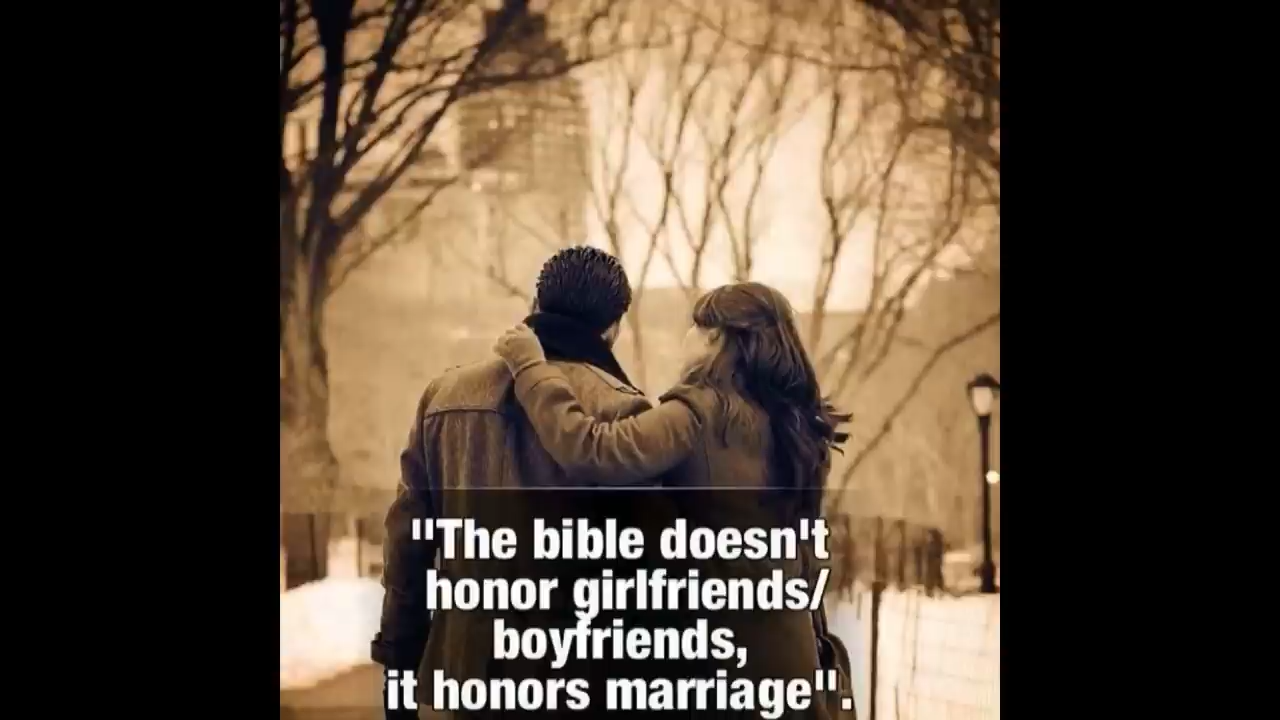 "The bible doesn't
honor girlfriends/
boyfriends,
it honors marriage".